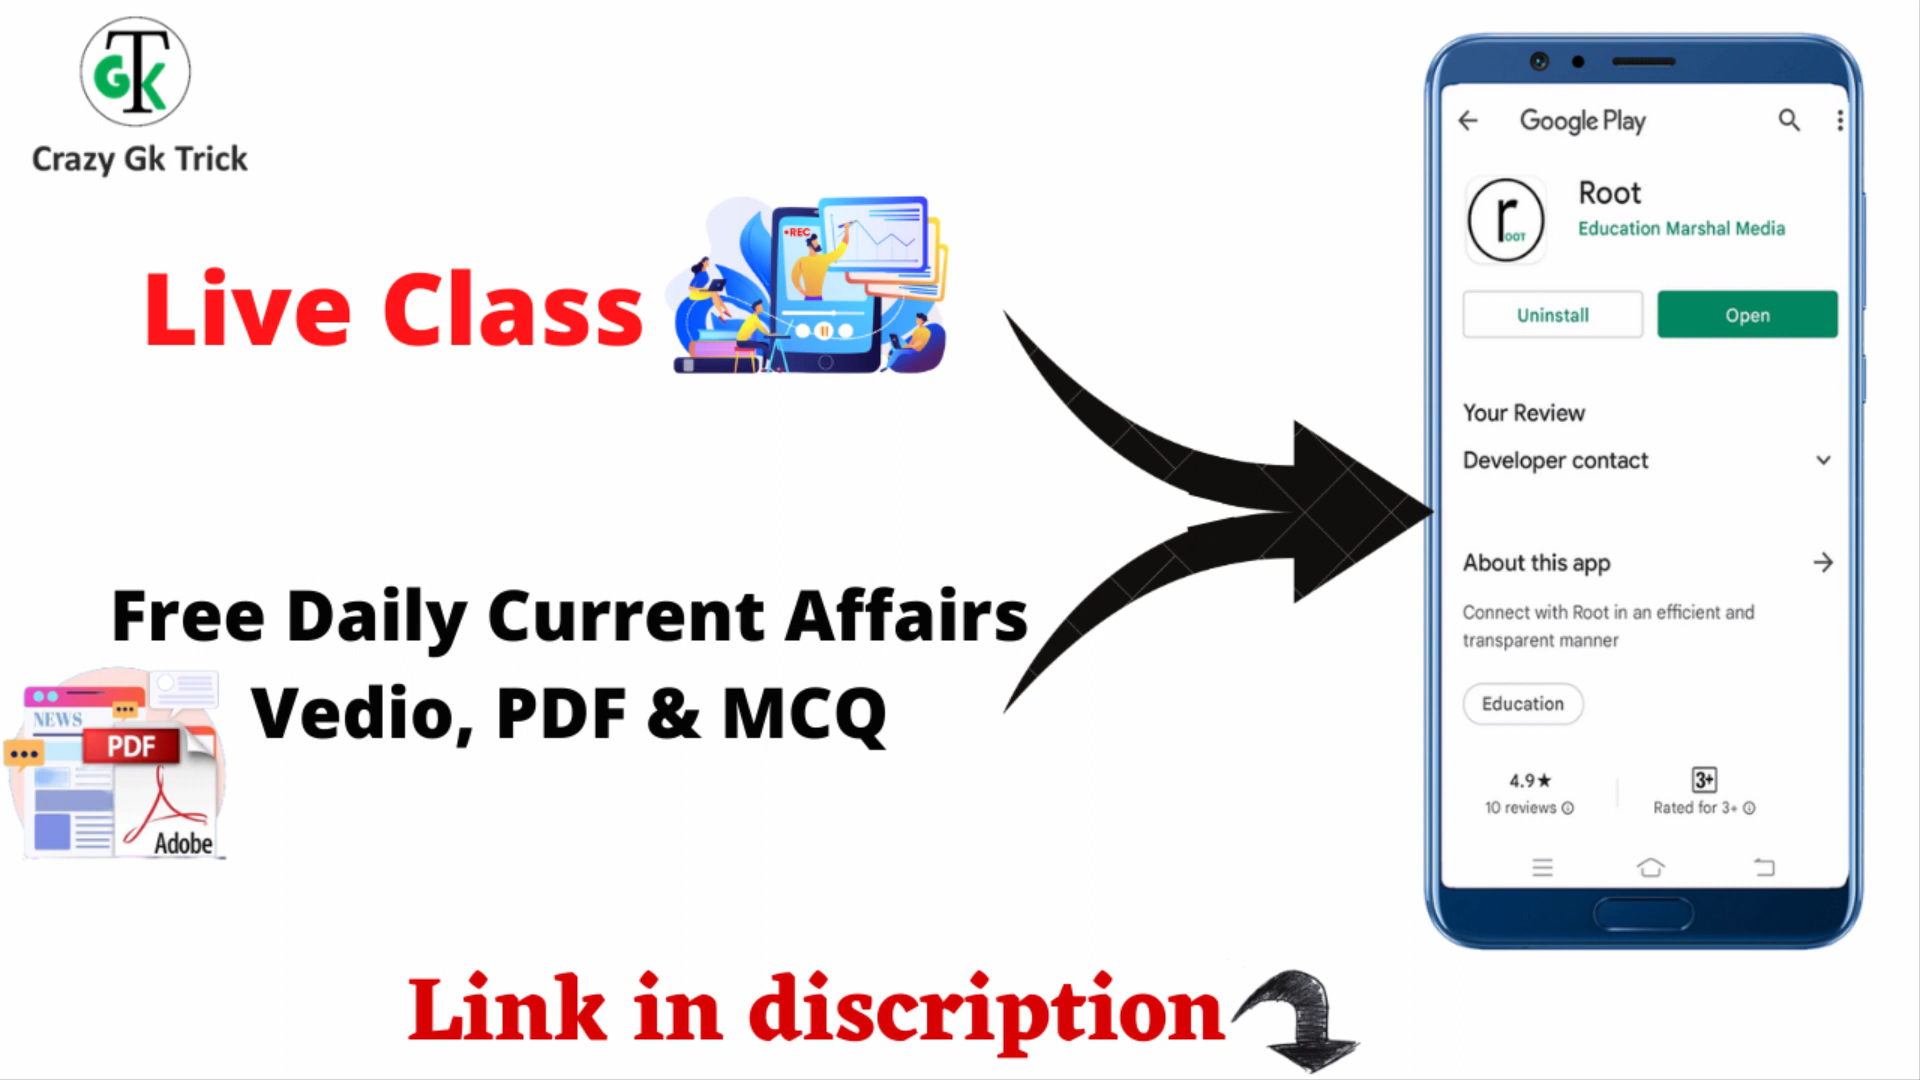 GTK
Crazy Gk Trick
Live Class
•REC
Free Daily Current Affairs
Vedio, PDF & MCQ
NEWS
PDF
Adobe
Link in discription
Google Play
rOOT
Root
Education Marshal Media
Uninstall
Open
Your Review
Developer contact
About this app
Connect with Root in an efficient and
transparent manner
Education
4.9★
10 reviews
3+
Rated for 3+